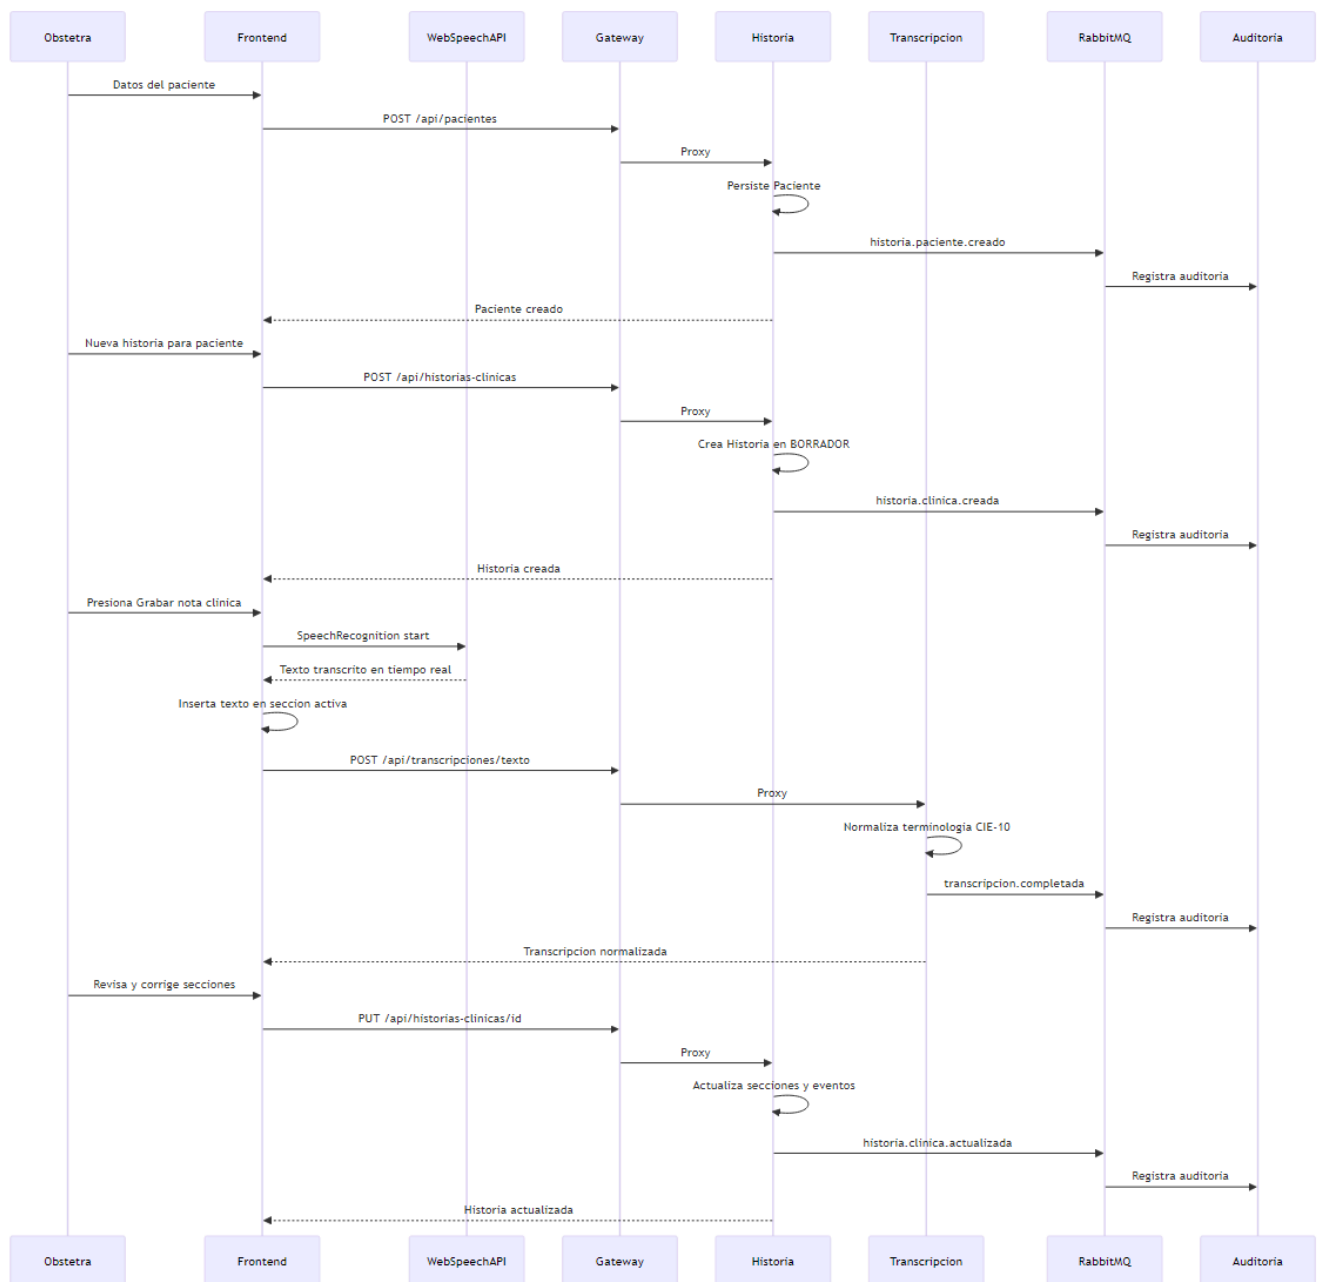 Obstetra
Frontend
WebSpeechAPI
Gateway
Historia
Transcripcion
RabbitMQ
Auditoria
Datos del paciente
POST /api/pacientes
Proxy
Persiste Paciente
historia.paciente.creado
Registra auditoria
Paciente creado
Nueva historia para paciente
POST /api/historias-clinicas
Proxy
Crea Historia en BORRADOR
historia.clinica.creada
Registra auditoria
Historia creada
Presiona Grabar nota clinica
SpeechRecognition start
Texto transcrito en tiempo real
Inserta texto en seccion activa
POST /api/transcripciones/texto
Proxy
Normaliza terminologia CIE-10
transcripcion.completada
Registra auditoria
Transcripcion normalizada
Revisa y corrige secciones
PUT /api/historias-clinicas/id
Proxy
Actualiza secciones y eventos
historia.clinica.actualizada
Registra auditoria
Historia actualizada
Obstetra
Frontend
WebSpeechAPI
Gateway
Historia
Transcripcion
RabbitMQ
Auditoria